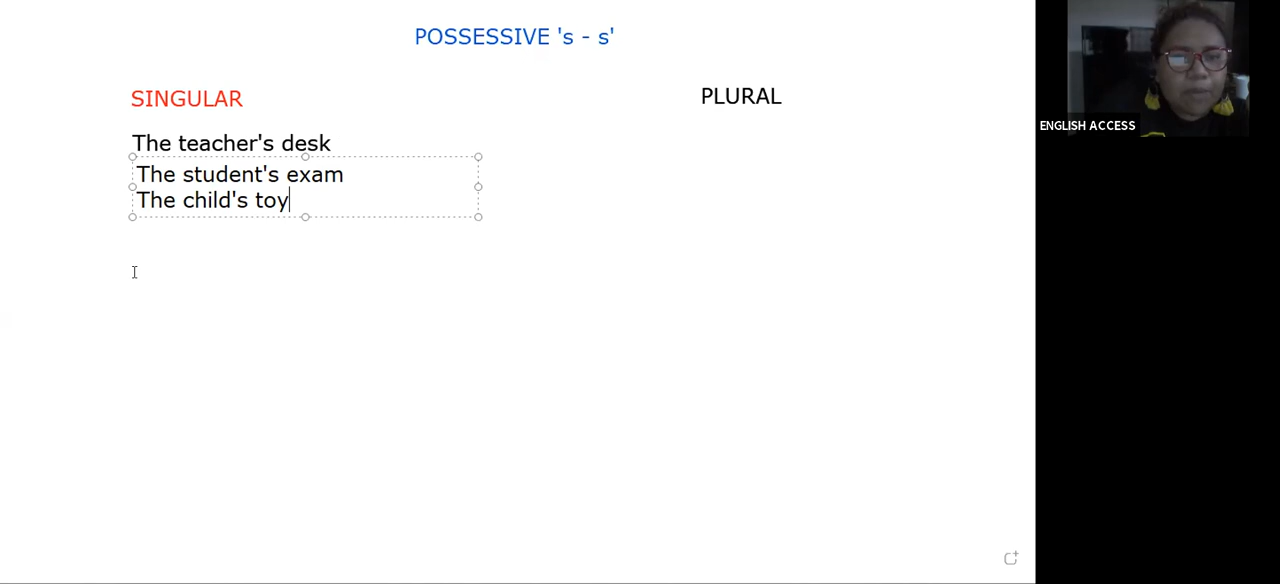 POSSESSIVE 's - s'
SINGULAR
PLURAL
The teacher's desk
The student's exam
The child's toy
ENGLISH ACCESS